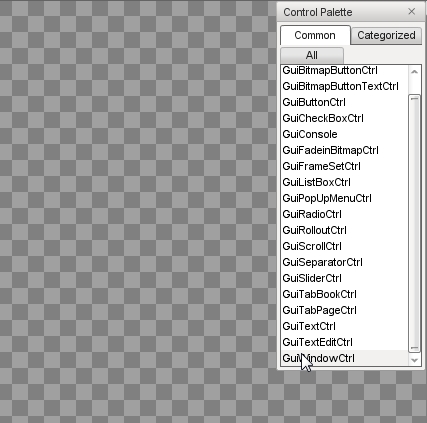 Control Palette
Common Categorized
All
GuiBitmapButtonCtrl
GuiBitmapButtonTextCtrl
GuiButtonCtrl
GuiCheckBoxCtrl
GuiConsole
GuiFadeinBitmapCtrl
GuiFrameSetCtrl
GuiListBoxCtrl
GuiPopUpMenuCtrl
GuiRadioCtrl
GuiRolloutCtrl
GuiScrollCtrl
GuiSeparatorCtrl
GuiSliderCtrl
GuiTabBookCtrl
GuiTabPageCtrl
GuiTextCtrl
GuiTextEditCtrl
GuiWindowCtrl